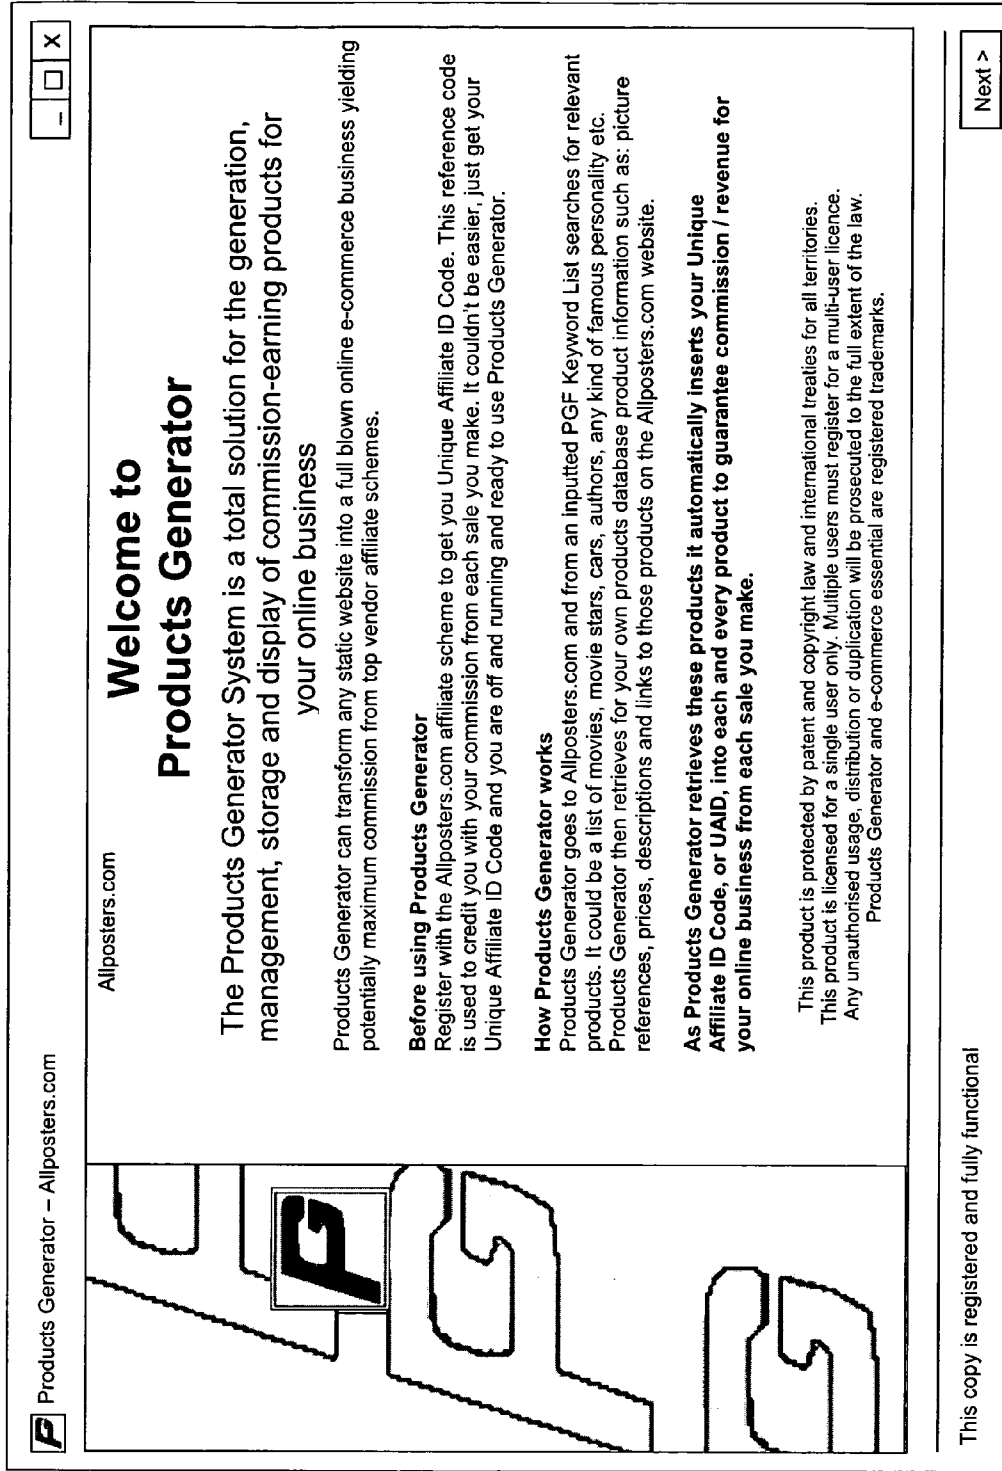 PG Products Generator – Allposters.com
_ □ X
Allposters.com
Welcome to
Products Generator
The Products Generator System is a total solution for the generation,
management, storage and display of commission-earning products for
your online business
Products Generator can transform any static website into a full blown online e-commerce business yielding
potentially maximum commission from top vendor affiliate schemes.
Before using Products Generator
Register with the Allposters.com affiliate scheme to get you Unique Affiliate ID Code. This reference code
is used to credit you with your commission from each sale you make. It couldn't be easier, just get your
Unique Affiliate ID Code and you are off and running and ready to use Products Generator.
How Products Generator works
Products Generator goes to Allposters.com and from an inputted PGF Keyword List searches for relevant
products. It could be a list of movies, movie stars, cars, authors, any kind of famous personality etc.
Products Generator then retrieves for your own products database product information such as: picture
references, prices, descriptions and links to those products on the Allposters.com website.
As Products Generator retrieves these products it automatically inserts your Unique
Affiliate ID Code, or UAID, into each and every product to guarantee commission / revenue for
your online business from each sale you make.
This product is protected by patent and copyright law and international treaties for all territories.
This product is licensed for a single user only. Multiple users must register for a multi-user licence.
Any unauthorised usage, distribution or duplication will be prosecuted to the full extent of the law.
Products Generator and e-commerce essential are registered trademarks.
PG
This copy is registered and fully functional
Next >